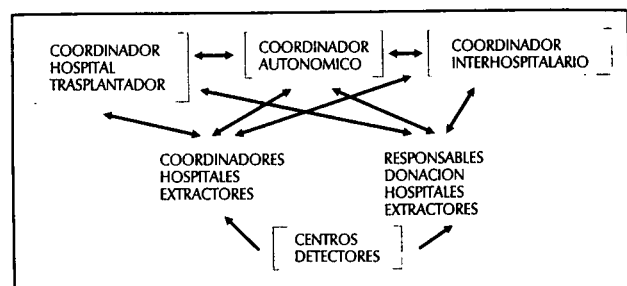 COORDINADOR
HOSPITAL
TRASPLANTADOR
COORDINADOR
AUTONOMICO
COORDINADOR
INTERHOSPITALARIO
COORDINADORES
HOSPITALES
EXTRACTORES
RESPONSABLES
DONACION
HOSPITALES
EXTRACTORES
CENTROS
DETECTORES